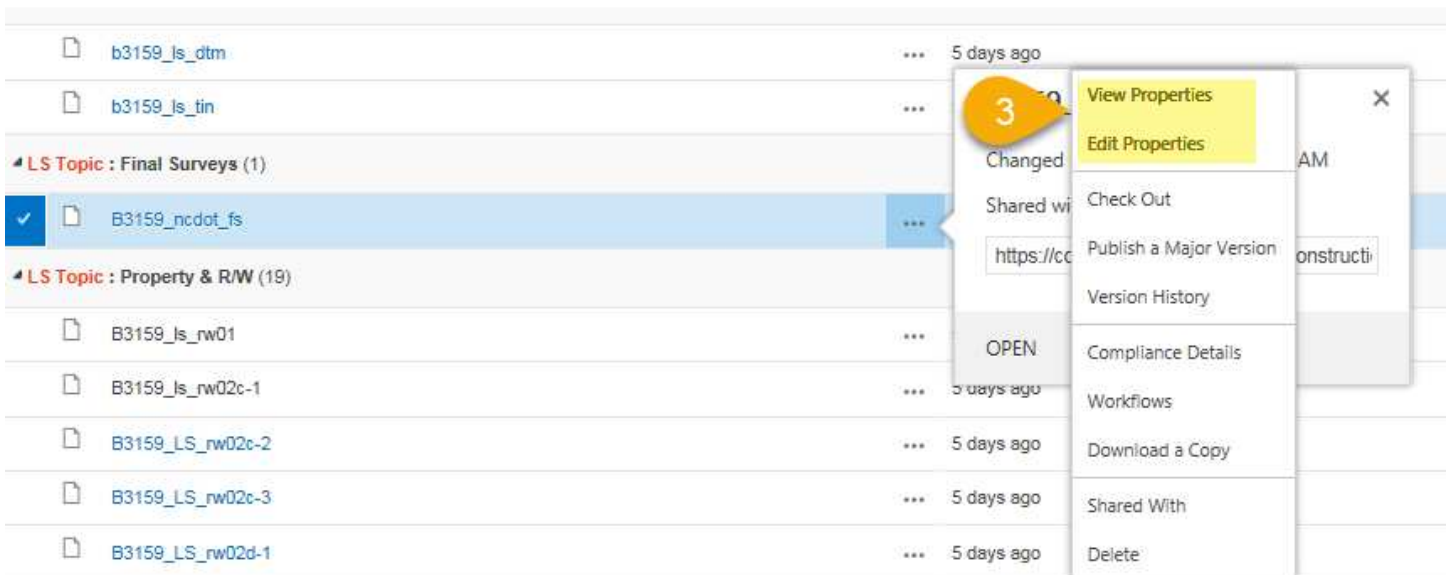 b3159_ls_dtm ... 5 days ago
b3159_ls_tin ...
LS Topic : Final Surveys (1)
B3159_ncdot_fs ...
LS Topic : Property & R/W (19)
B3159_ls_rw01 ...
B3159_ls_rw02c-1 ... 5 days ago
B3159_LS_rw02c-2 ... 5 days ago
B3159_LS_rw02c-3 ... 5 days ago
B3159_LS_rw02d-1 ... 5 days ago
3
Changed AM
Shared wi
https://co onstructi
OPEN
View Properties
Edit Properties
Check Out
Publish a Major Version
Version History
Compliance Details
Workflows
Download a Copy
Shared With
Delete